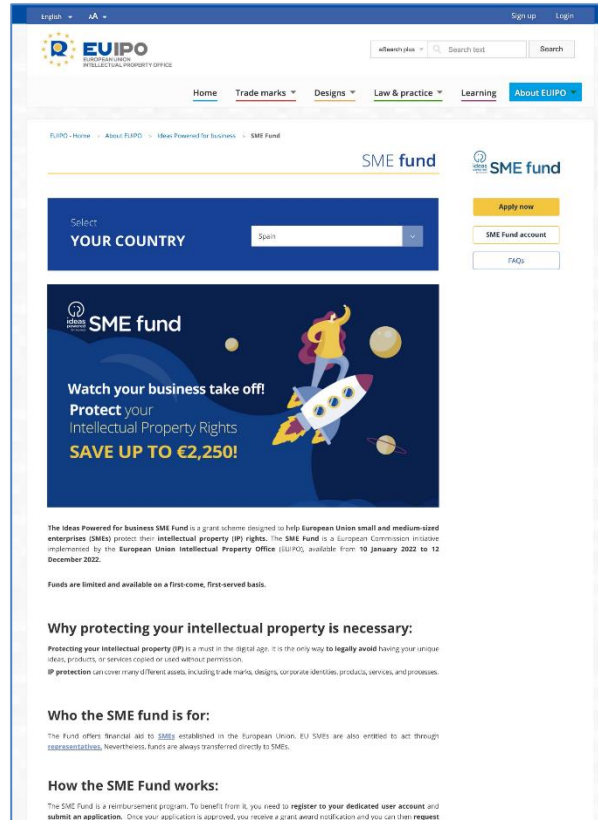 English
AA
Sign up
Login
EUIPO
EUROPEAN UNION
INTELLECTUAL PROPERTY OFFICE
eSearch plus
Search text
Search
Home
Trade marks
Designs
Law & practice
Learning
About EUIPO
EUIPO - Home
About EUIPO
Ideas Powered for business
SME Fund
SME fund
ideas
powered
SME fund
Apply now
SME Fund account
FAQs
Select
YOUR COUNTRY
Spain
ideas
powered
SME fund
Watch your business take off!
Protect your
Intellectual Property Rights
SAVE UP TO €2,250!
The Ideas Powered for business SME Fund is a grant scheme designed to help European Union small and medium-sized
enterprises (SMEs) protect their intellectual property (IP) rights. The SME Fund is a European Commission initiative
implemented by the European Union Intellectual Property Office (EUIPO), available from 10 January 2022 to 12
December 2022.
Funds are limited and available on a first-come, first-served basis.
Why protecting your intellectual property is necessary:
Protecting your intellectual property (IP) is a must in the digital age. It is the only way to legally avoid having your unique
ideas, products, or services copied or used without permission.
IP protection can cover many different assets, including trade marks, designs, corporate identities, products, services, and processes.
Who the SME fund is for:
The Fund offers financial aid to SMEs established in the European Union. EU SMEs are also entitled to act through
representatives. Nevertheless, funds are always transferred directly to SMEs.
How the SME Fund works:
The SME Fund is a reimbursement program. To benefit from it, you need to register to your dedicated user account and
submit an application. Once your application is approved, you receive a grant award notification and you can then request